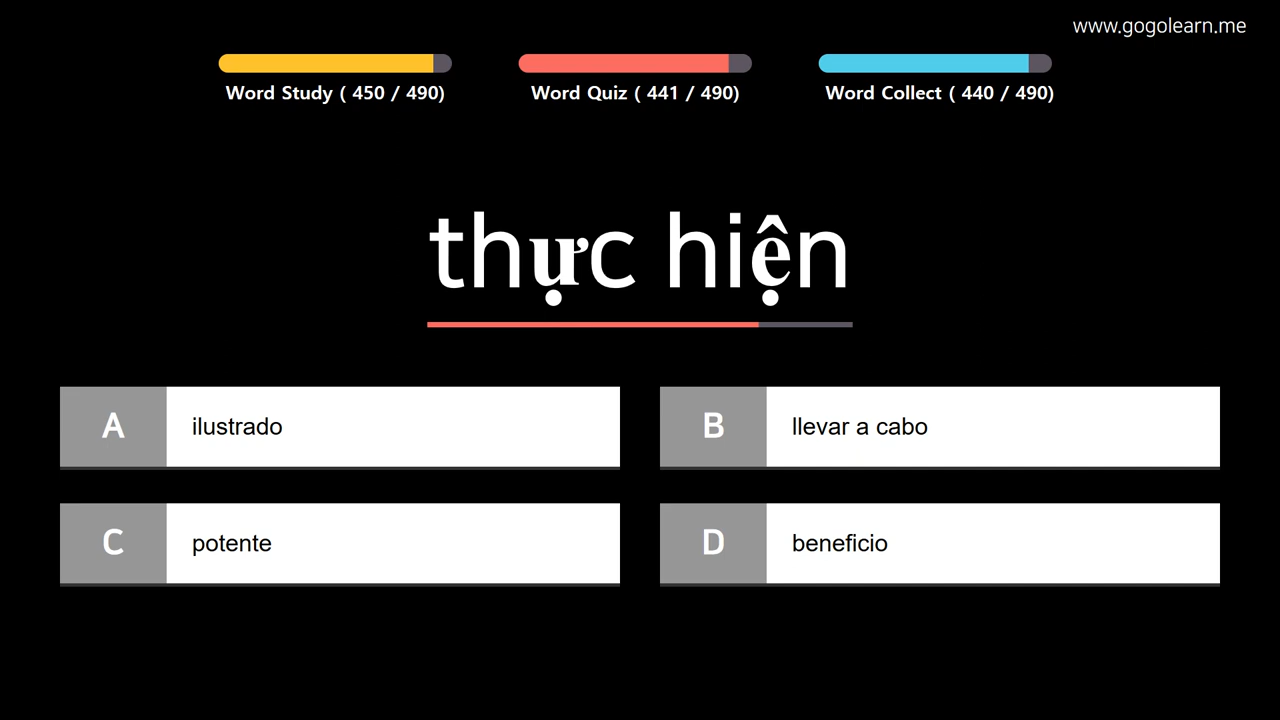 www.gogolearn.me
Word Study ( 450 / 490)
Word Quiz ( 441 / 490)
Word Collect ( 440 / 490)
thực hiện
A ilustrado
B llevar a cabo
C potente
D beneficio